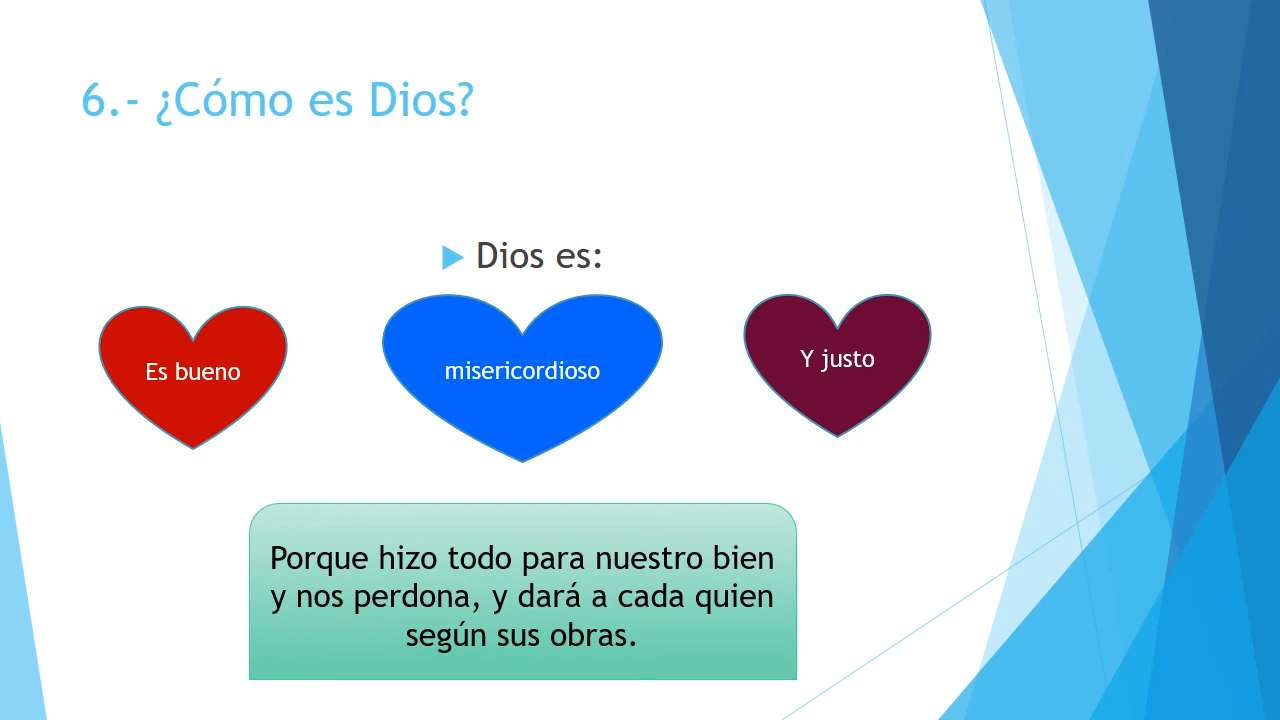 6.- ¿Cómo es Dios?
Dios es:
Es bueno
misericordioso
Y justo
Porque hizo todo para nuestro bien
y nos perdona, y dará a cada quien
según sus obras.